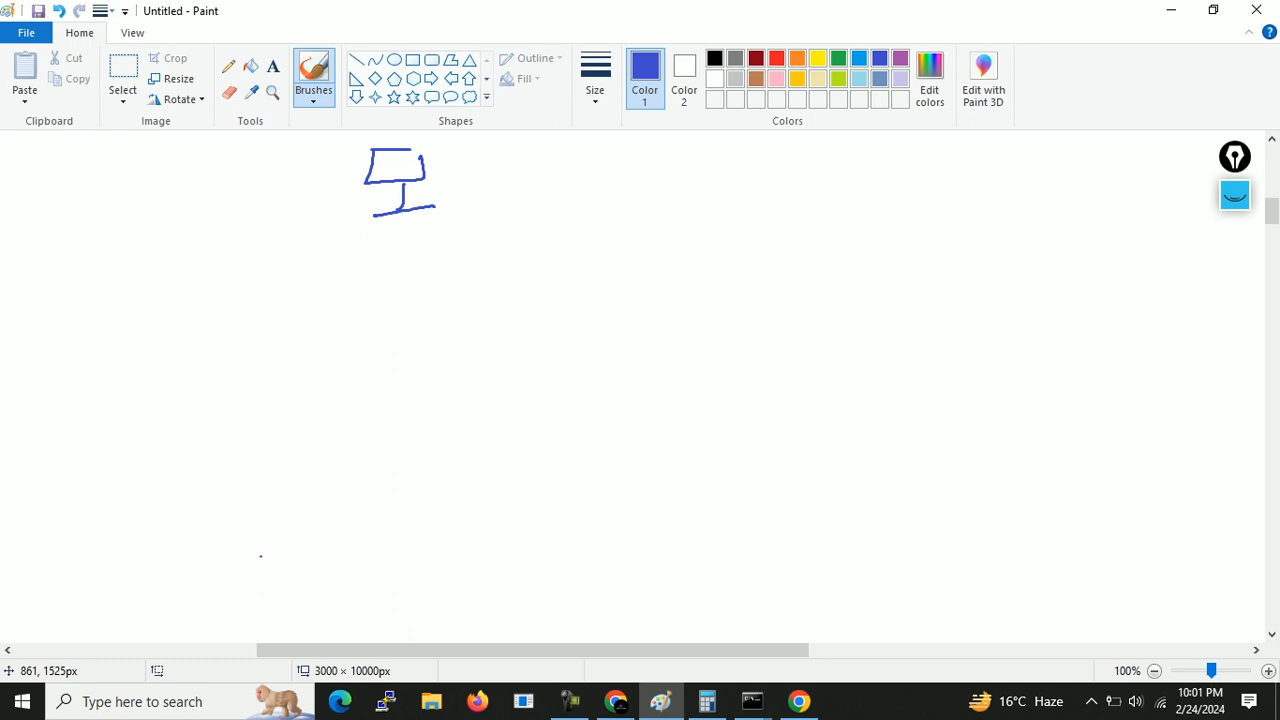 Untitled - Paint
File
Home
View
Paste
Cut
Copy
Clipboard
Select
Crop
Resize
Rotate
Image
Tools
Brushes
Shapes
Outline
Fill
Size
Color 1
Color 2
Edit colors
Edit with Paint 3D
Colors
861, 1525px
3000 × 10000px
100%
Type here to search
16°C Haze
10:01 PM
2/24/2024